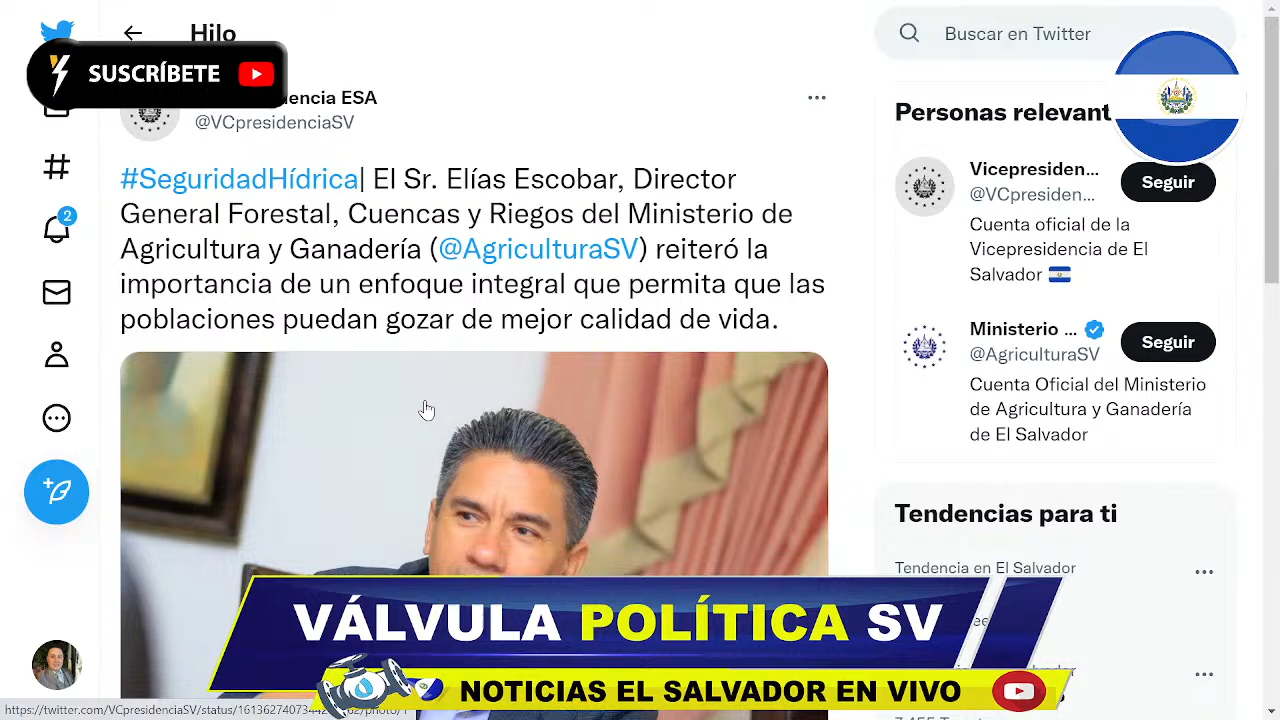 Hilo
Buscar en Twitter
SUSCRÍBETE
encia ESA
@VCpresidenciaSV
#SeguridadHídrica| El Sr. Elías Escobar, Director
General Forestal, Cuencas y Riegos del Ministerio de
Agricultura y Ganadería (@AgriculturaSV) reiteró la
importancia de un enfoque integral que permita que las
poblaciones puedan gozar de mejor calidad de vida.
2
Personas relevant
Vicepresiden...
@VCpresiden...
Seguir
Cuenta oficial de la
Vicepresidencia de El
Salvador
Ministerio ...
@AgriculturaSV
Seguir
Cuenta Oficial del Ministerio
de Agricultura y Ganadería
de El Salvador
Tendencias para ti
Tendencia en El Salvador
VÁLVULA POLÍTICA SV
NOTICIAS EL SALVADOR EN VIVO